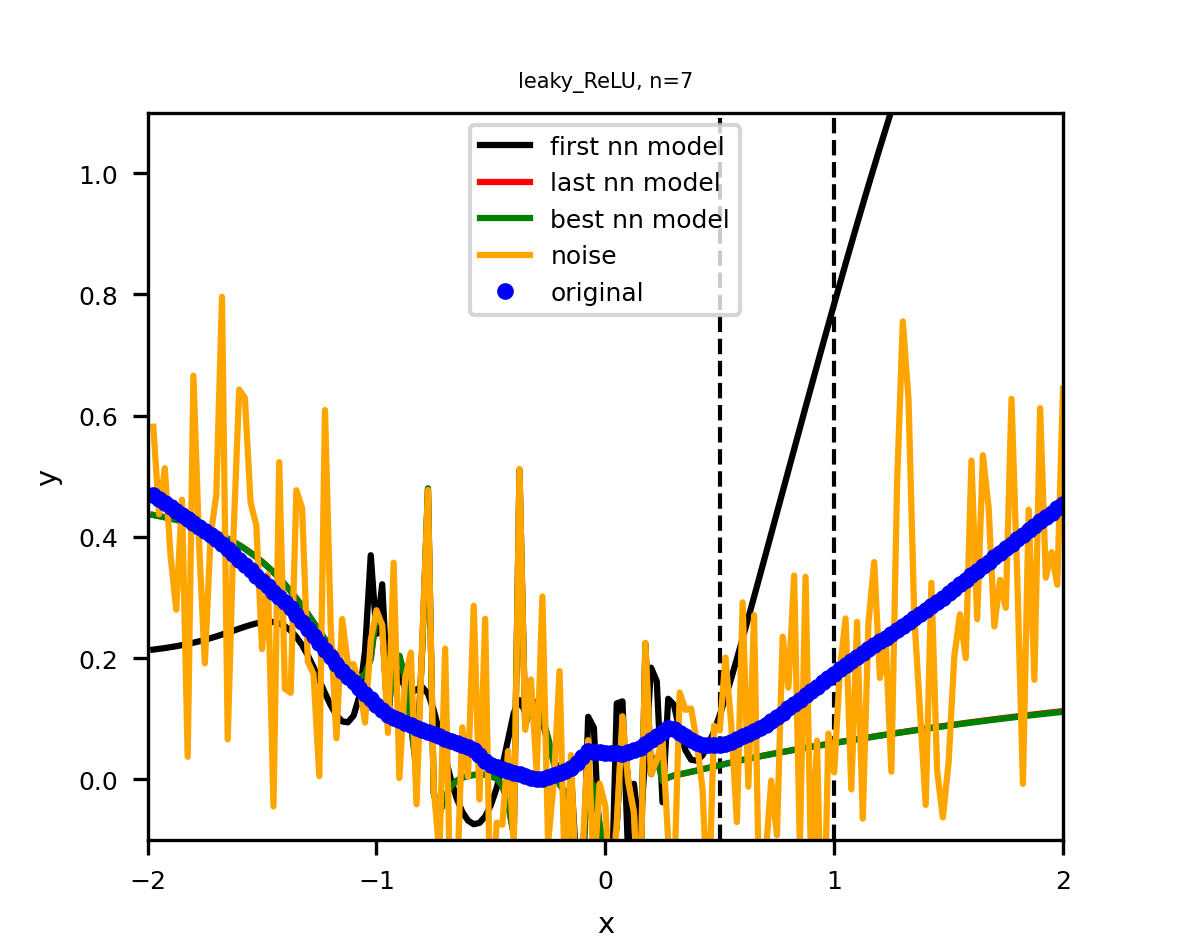 leaky_ReLU, n=7
first nn model
last nn model
best nn model
noise
original
y
1.0
0.8
0.6
0.4
0.2
0.0
−2
−1
0
1
2
x